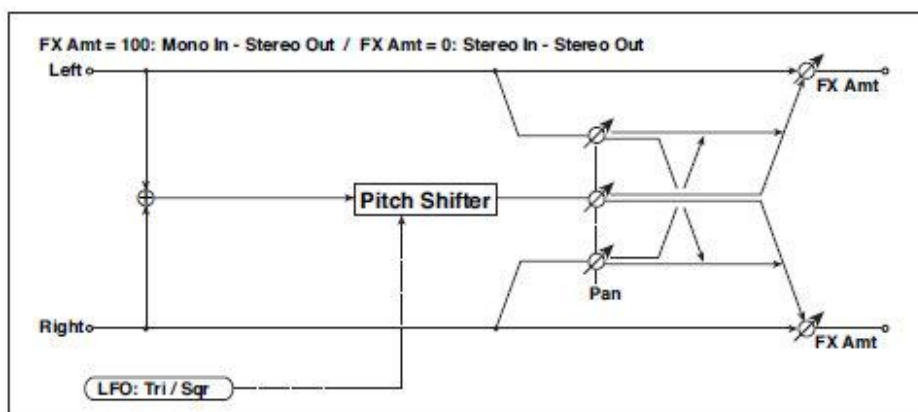 FX Amt = 100: Mono In - Stereo Out / FX Amt = 0: Stereo In - Stereo Out
Left
FX Amt
Pitch Shifter
Pan
Right
FX Amt
LFO: Tri / Sqr